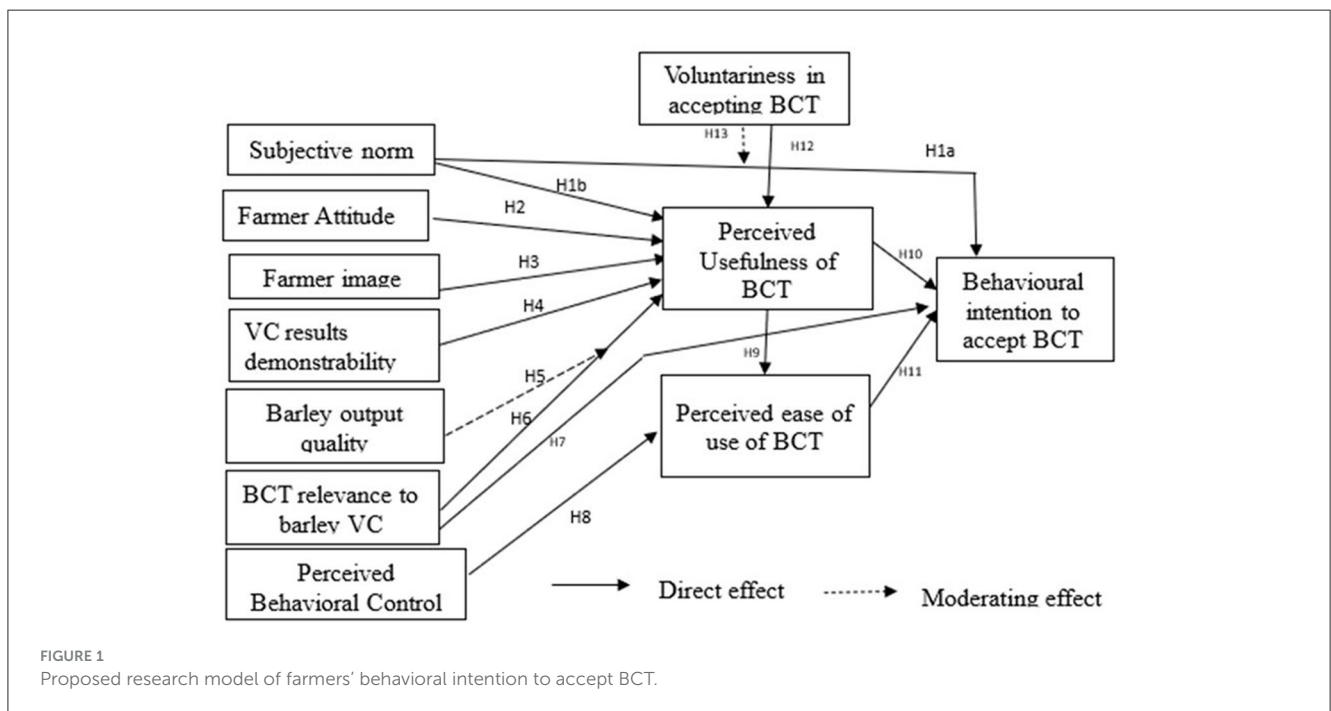 Voluntariness in
accepting BCT
H13
H12
Subjective norm
H1a
H1b
Farmer Attitude
H2
Perceived
Usefulness of
BCT
Farmer image
H3
H10
Behavioural
intention to
accept BCT
VC results
demonstrability
H4
H9
H11
Barley output
quality
H5
H6
H7
Perceived ease of
use of BCT
BCT relevance to
barley VC
H8
Perceived
Behavioral Control
Direct effect
Moderating effect
FIGURE 1
Proposed research model of farmers' behavioral intention to accept BCT.